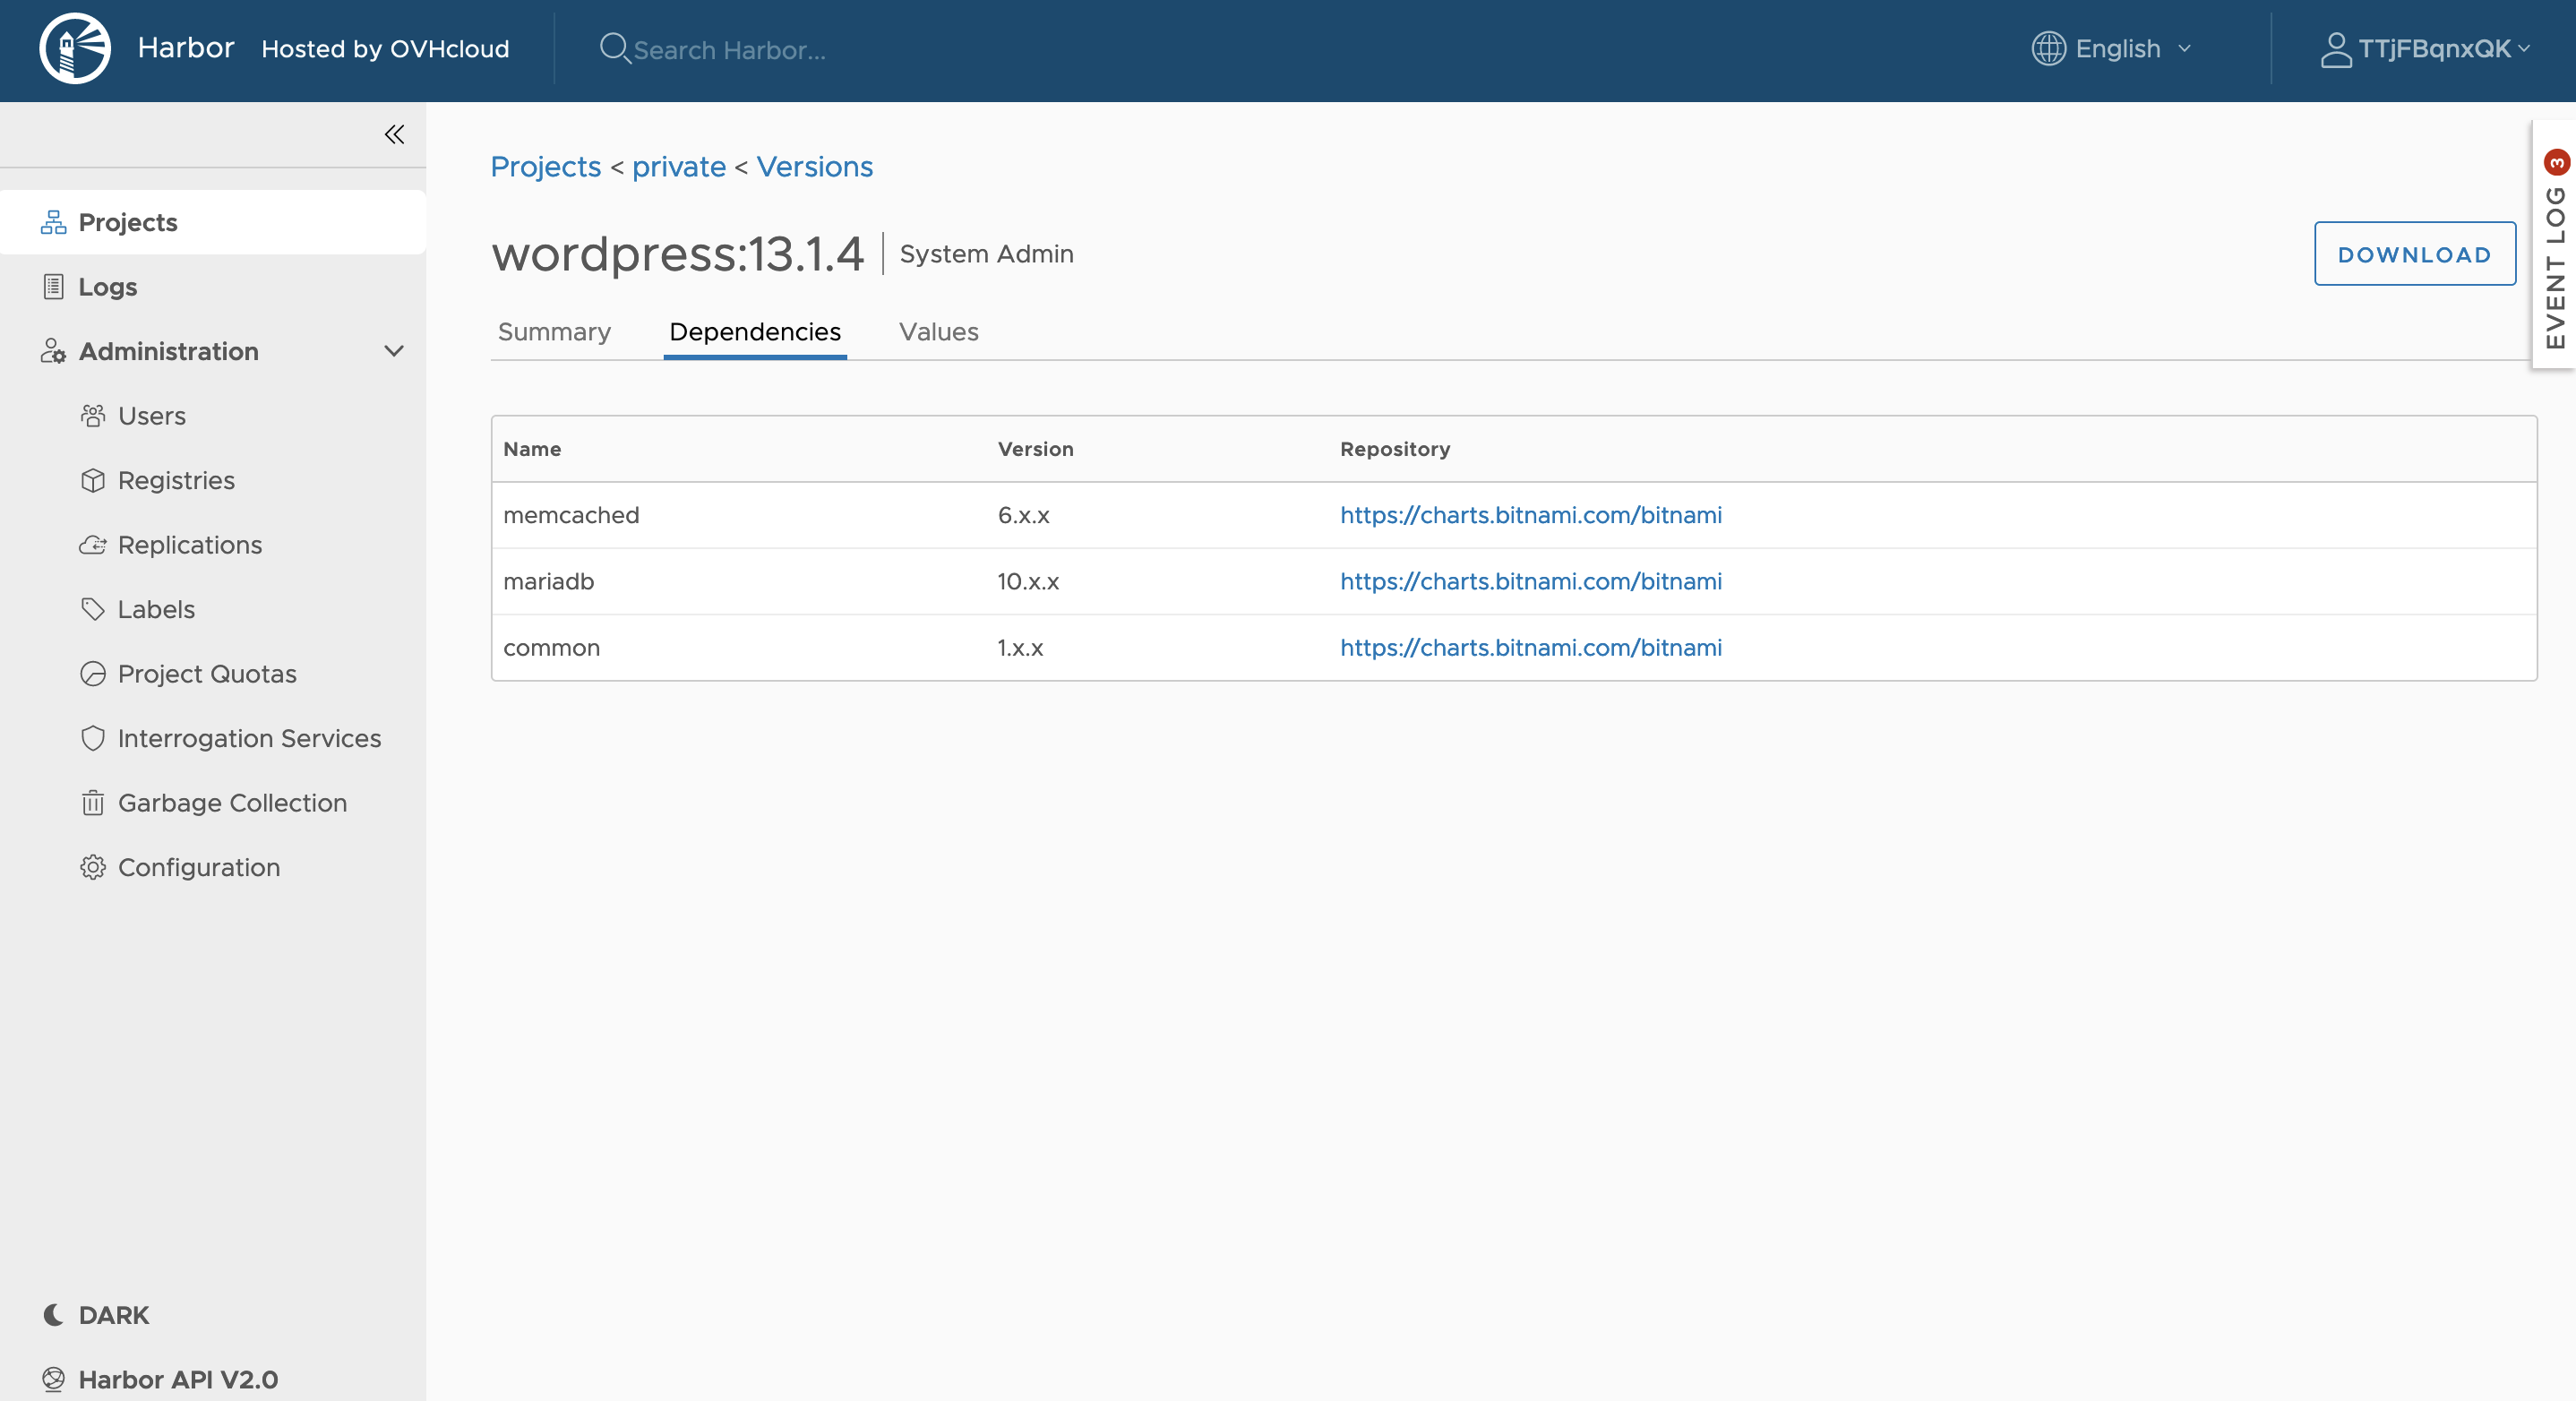 Harbor Hosted by OVHcloud Search Harbor... English TTjFBqnxQK
Projects
Logs
Administration
Users
Registries
Replications
Labels
Project Quotas
Interrogation Services
Garbage Collection
Configuration
DARK
Harbor API V2.0
Projects < private < Versions
wordpress:13.1.4 System Admin
DOWNLOAD
Summary Dependencies Values
Name Version Repository
memcached 6.x.x https://charts.bitnami.com/bitnami
mariadb 10.x.x https://charts.bitnami.com/bitnami
common 1.x.x https://charts.bitnami.com/bitnami
EVENT LOG 3